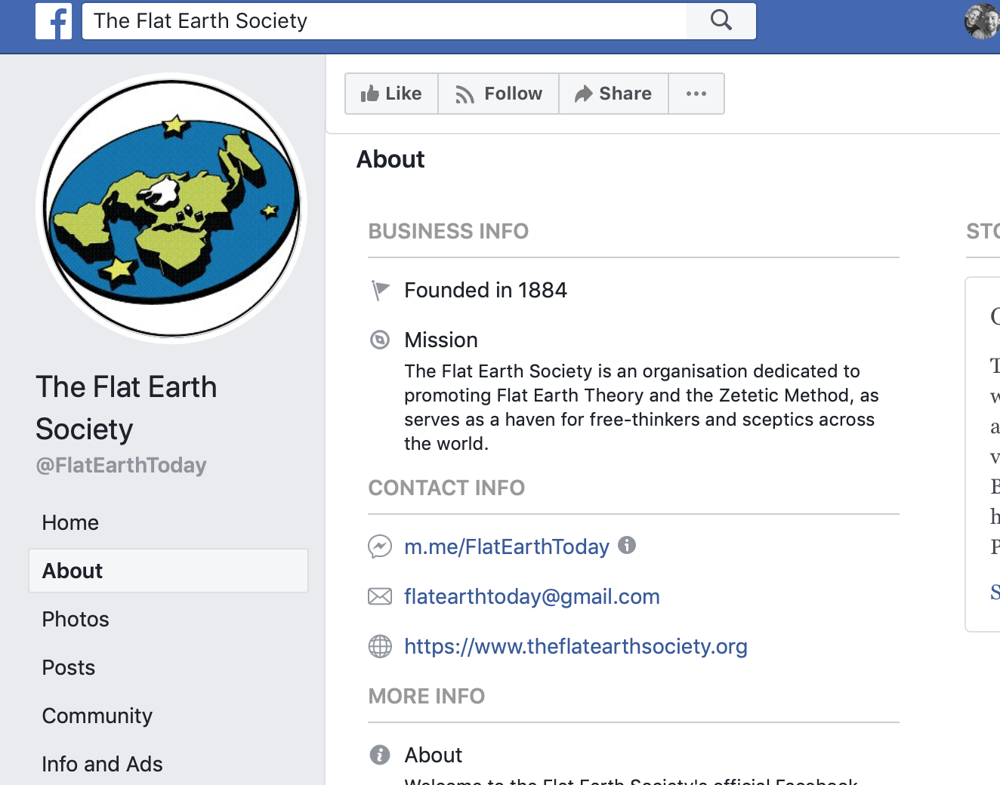 The Flat Earth Society
Like
Follow
Share
About
BUSINESS INFO
Founded in 1884
Mission
The Flat Earth Society is an organisation dedicated to
promoting Flat Earth Theory and the Zetetic Method, as
serves as a haven for free-thinkers and sceptics across
the world.
CONTACT INFO
m.me/FlatEarthToday
flatearthtoday@gmail.com
https://www.theflatearthsociety.org
MORE INFO
About
Welcome to the Flat Earth Society's official Facebook
The Flat Earth
Society
@FlatEarthToday
Home
About
Photos
Posts
Community
Info and Ads